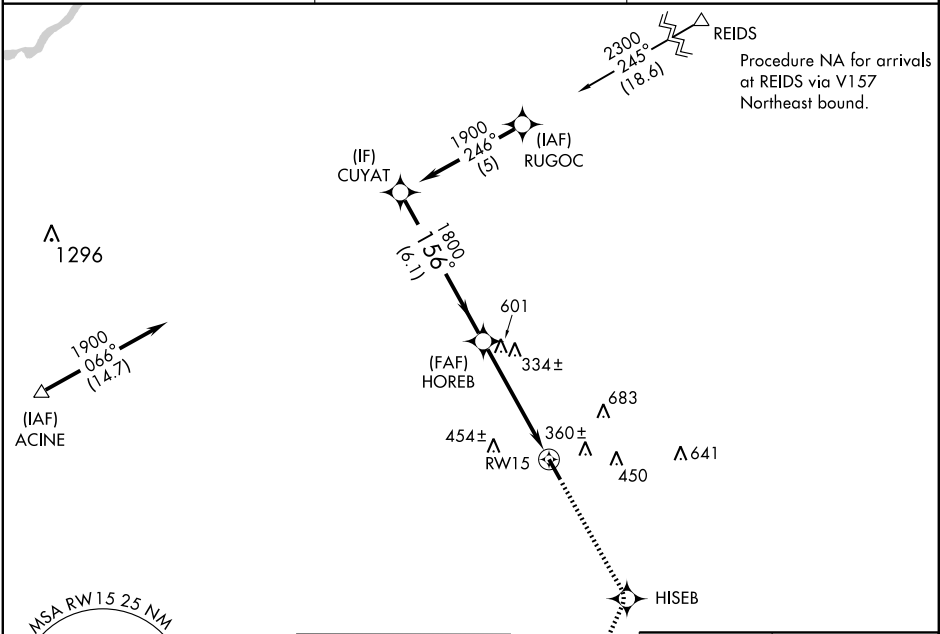 REIDS
2300
245°
(18.6)
Procedure NA for arrivals
at REIDS via V157
Northeast bound.
1900
246°
(5)
(IAF)
RUGOC
(IF)
CUYAT
1296
1800
156°
(6.1)
601
334±
(FAF)
HOREB
1900
066°
(14.7)
(IAF)
ACINE
683
454±
360±
RW15
450
641
HISEB
MSA RW15 25 NM